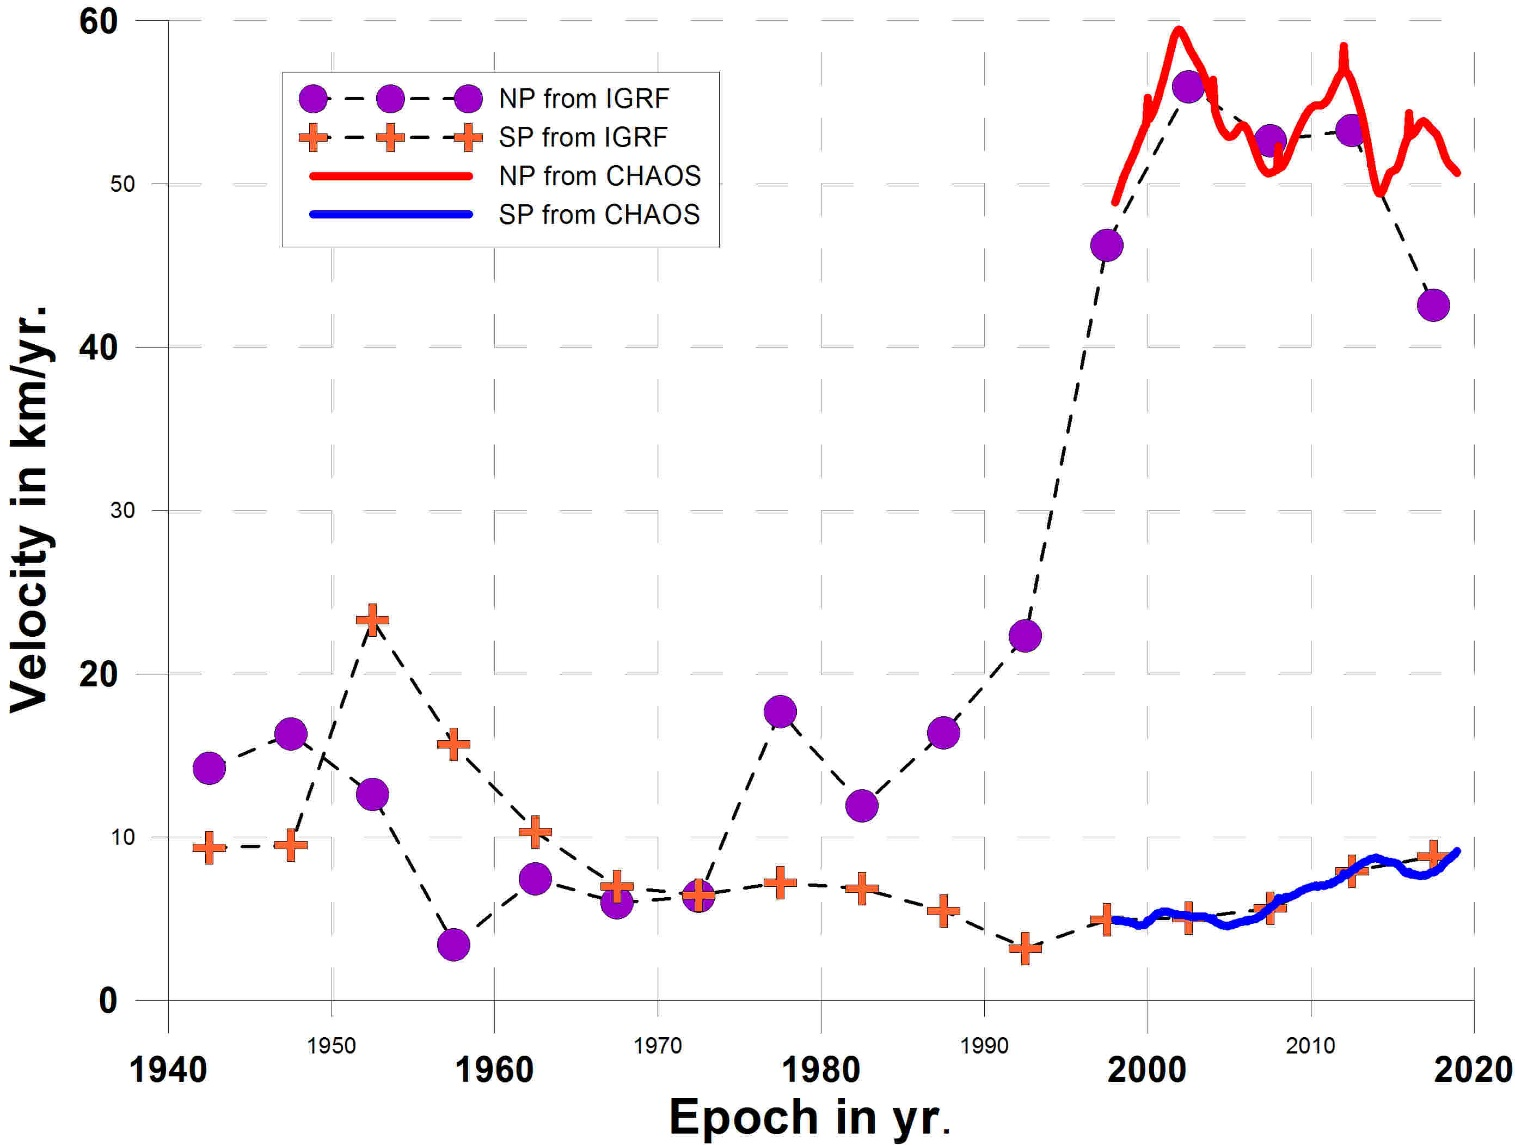 60
NP from IGRF
SP from IGRF
NP from CHAOS
SP from CHAOS
50
40
30
20
10
0
Velocity in km/yr.
1950
1970
1990
2010
1940
1960
1980
2000
2020
Epoch in yr.